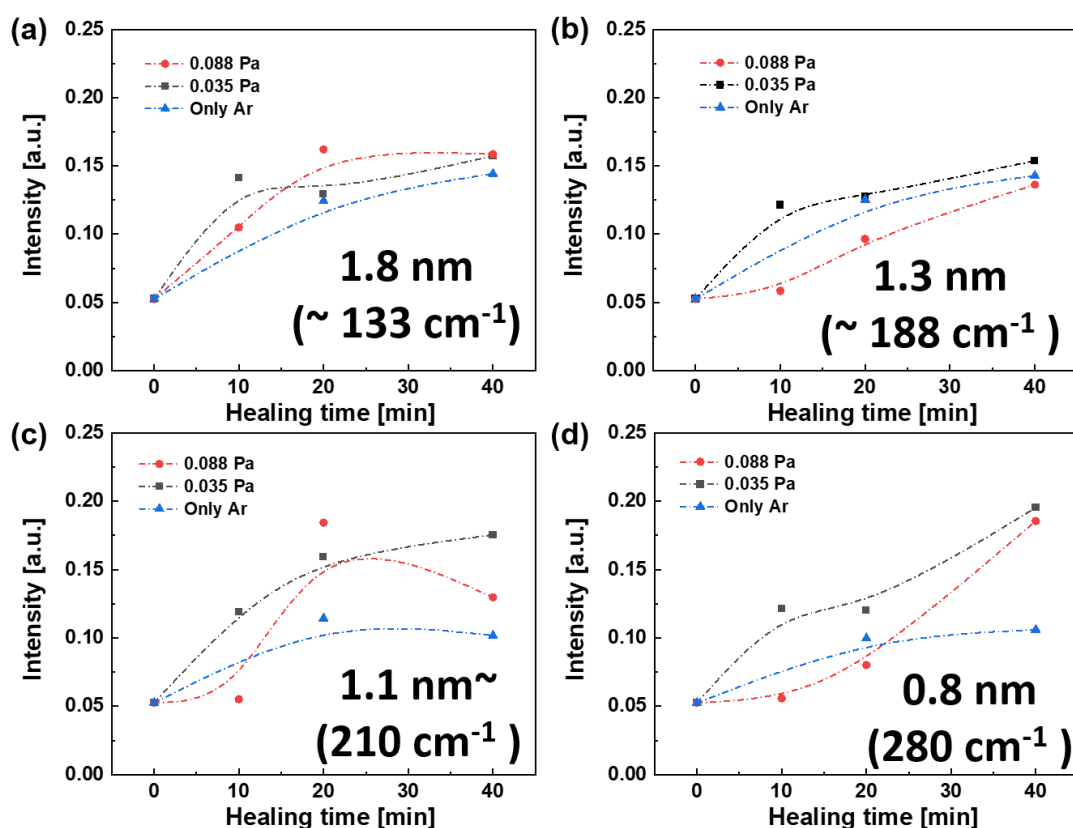 (a)
0.25
0.20
0.15
0.10
0.05
0.00
Intensity [a.u.]
0.088 Pa
0.035 Pa
Only Ar
1.8 nm
(~ 133 cm⁻¹)
0 10 20 30 40
Healing time [min]
(b)
0.25
0.20
0.15
0.10
0.05
0.00
Intensity [a.u.]
0.088 Pa
0.035 Pa
Only Ar
1.3 nm
(~ 188 cm⁻¹ )
0 10 20 30 40
Healing time [min]
(c)
0.25
0.20
0.15
0.10
0.05
0.00
Intensity [a.u.]
0.088 Pa
0.035 Pa
Only Ar
1.1 nm~
(210 cm⁻¹ )
0 10 20 30 40
Healing time [min]
(d)
0.25
0.20
0.15
0.10
0.05
0.00
Intensity [a.u.]
0.088 Pa
0.035 Pa
Only Ar
0.8 nm
(280 cm⁻¹ )
0 10 20 30 40
Healing time [min]